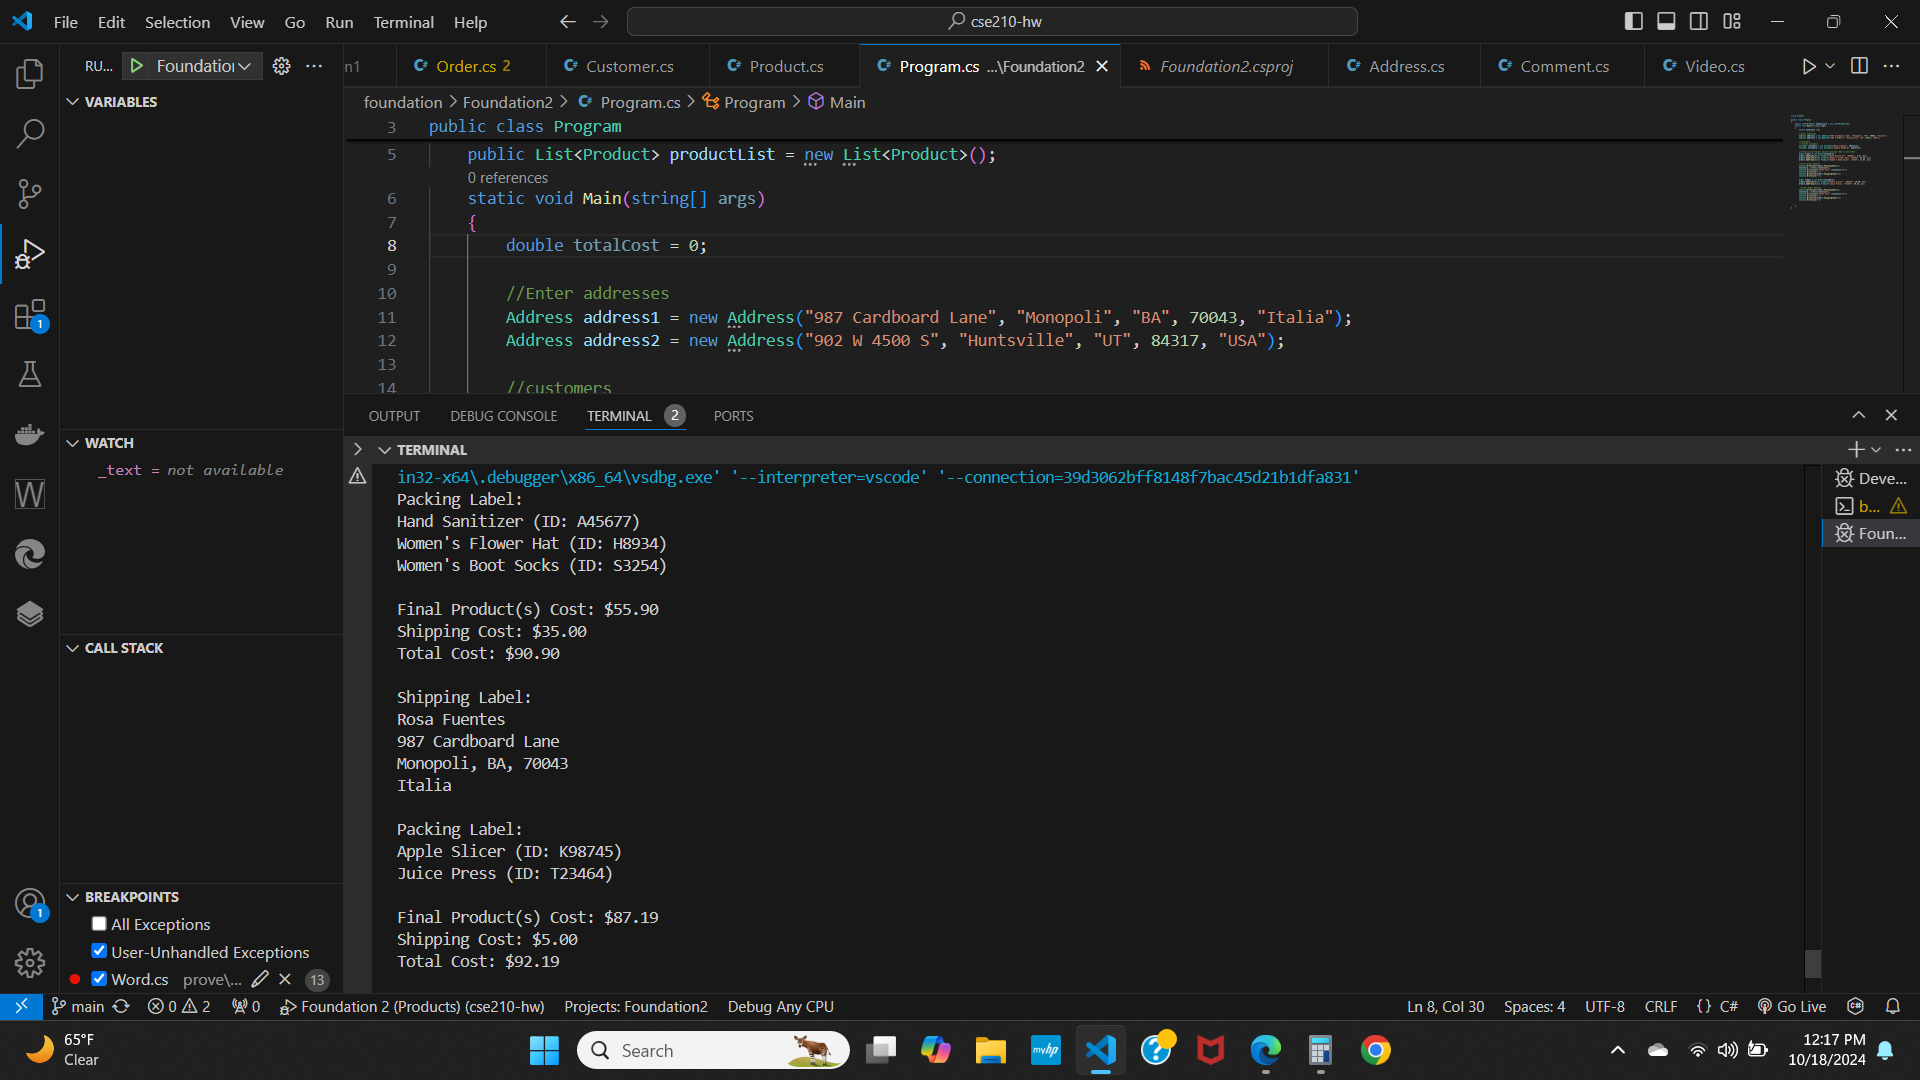 File Edit Selection View Go Run Terminal Help
cse210-hw
RU... Foundation
n1 Order.cs 2 Customer.cs Product.cs Program.cs ...\Foundation2 Foundation2.csproj Address.cs Comment.cs Video.cs
foundation > Foundation2 > Program.cs > Program > Main
VARIABLES
WATCH
_text = not available
CALL STACK
BREAKPOINTS
All Exceptions
User-Unhandled Exceptions
Word.cs prove\... 13
3 public class Program
5 public List<Product> productList = new List<Product>();
0 references
6 static void Main(string[] args)
7 {
8 double totalCost = 0;
9
10 //Enter addresses
11 Address address1 = new Address("987 Cardboard Lane", "Monopoli", "BA", 70043, "Italia");
12 Address address2 = new Address("902 W 4500 S", "Huntsville", "UT", 84317, "USA");
13
14 //customers
OUTPUT DEBUG CONSOLE TERMINAL 2 PORTS
TERMINAL
in32-x64\.debugger\x86_64\vsdbg.exe' '--interpreter=vscode' '--connection=39d3062bff8148f7bac45d21b1dfa831'
Packing Label:
Hand Sanitizer (ID: A45677)
Women's Flower Hat (ID: H8934)
Women's Boot Socks (ID: S3254)
Final Product(s) Cost: $55.90
Shipping Cost: $35.00
Total Cost: $90.90
Shipping Label:
Rosa Fuentes
987 Cardboard Lane
Monopoli, BA, 70043
Italia
Packing Label:
Apple Slicer (ID: K98745)
Juice Press (ID: T23464)
Final Product(s) Cost: $87.19
Shipping Cost: $5.00
Total Cost: $92.19
Deve...
b...
Foun...
1
1
main 0 2 0 Foundation 2 (Products) (cse210-hw) Projects: Foundation2 Debug Any CPU
Ln 8, Col 30 Spaces: 4 UTF-8 CRLF {} C# Go Live
65°F
Clear
Search
myhp
12:17 PM
10/18/2024